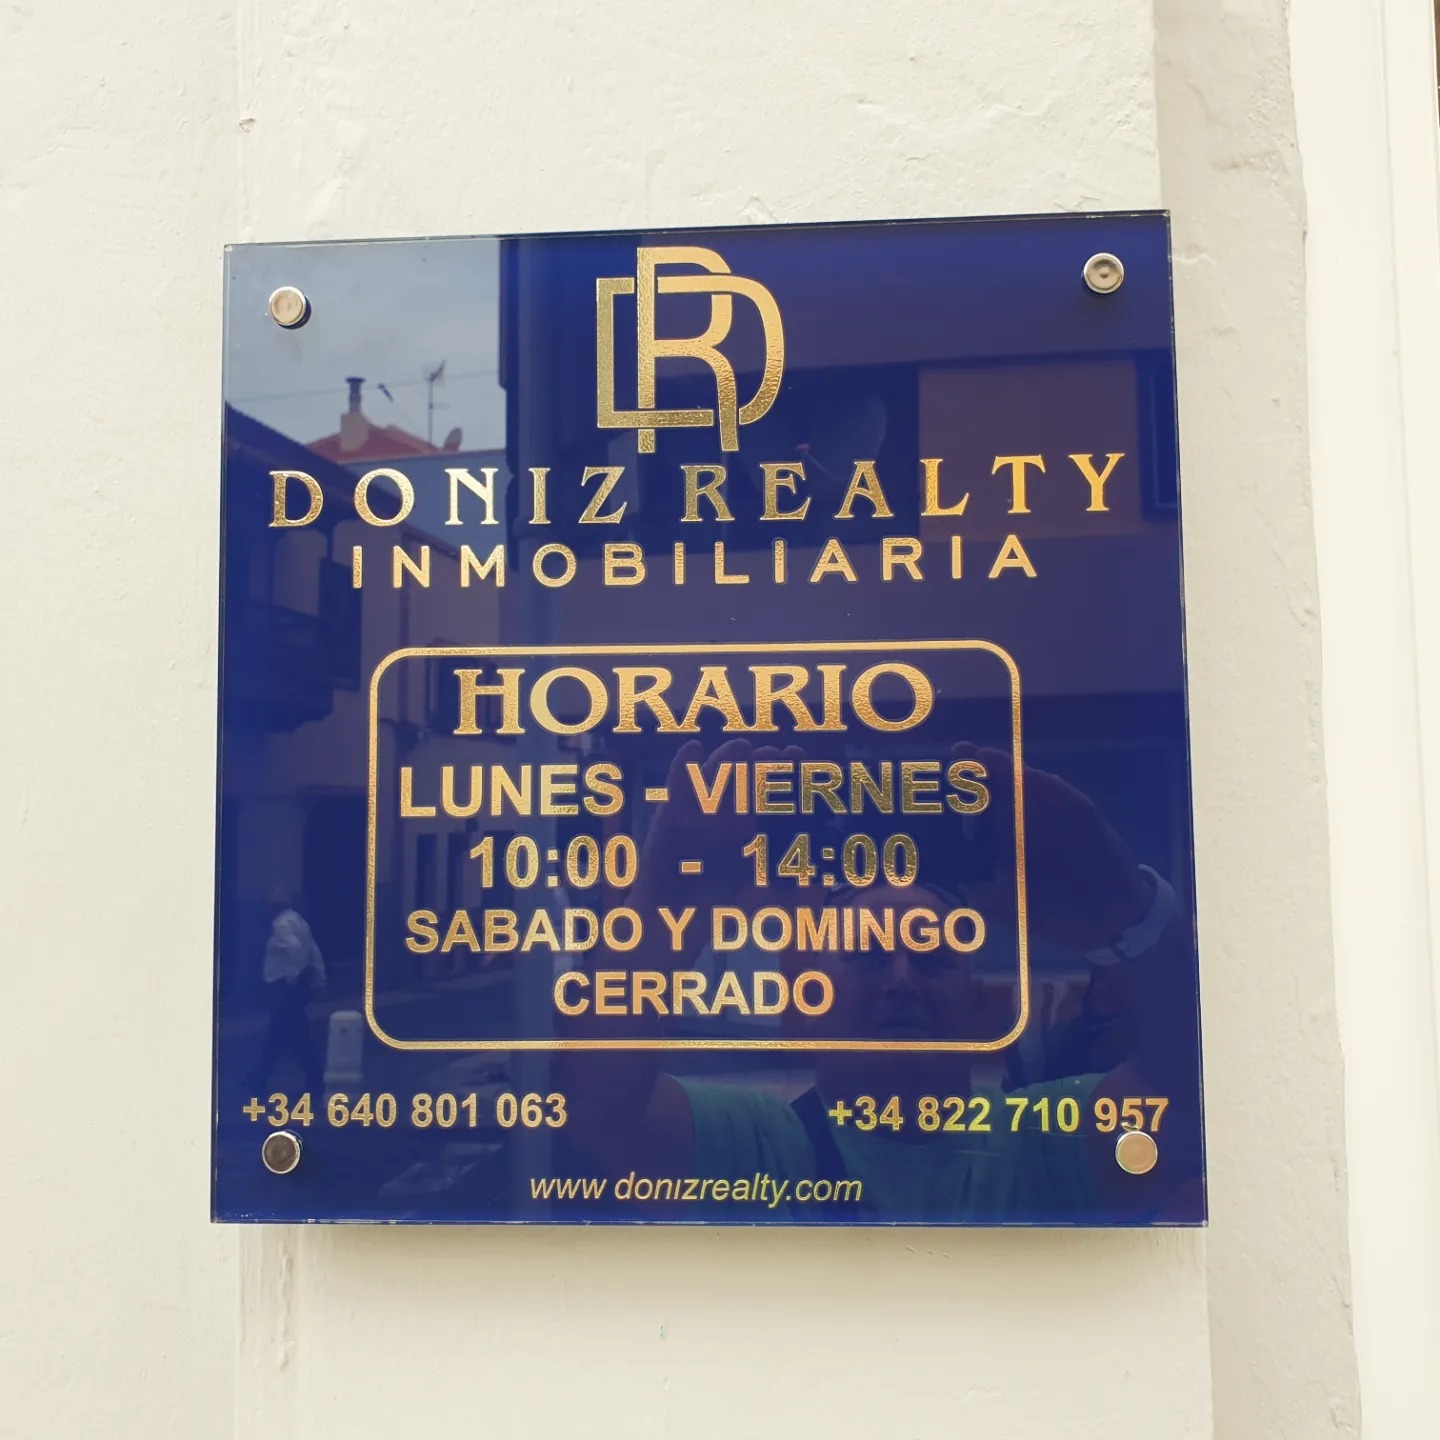 DR
DONIZ REALTY
INMOBILIARIA
HORARIO
LUNES - VIERNES
10:00 - 14:00
SABADO Y DOMINGO
CERRADO
+34 640 801 063 +34 822 710 957
www donizrealty.com